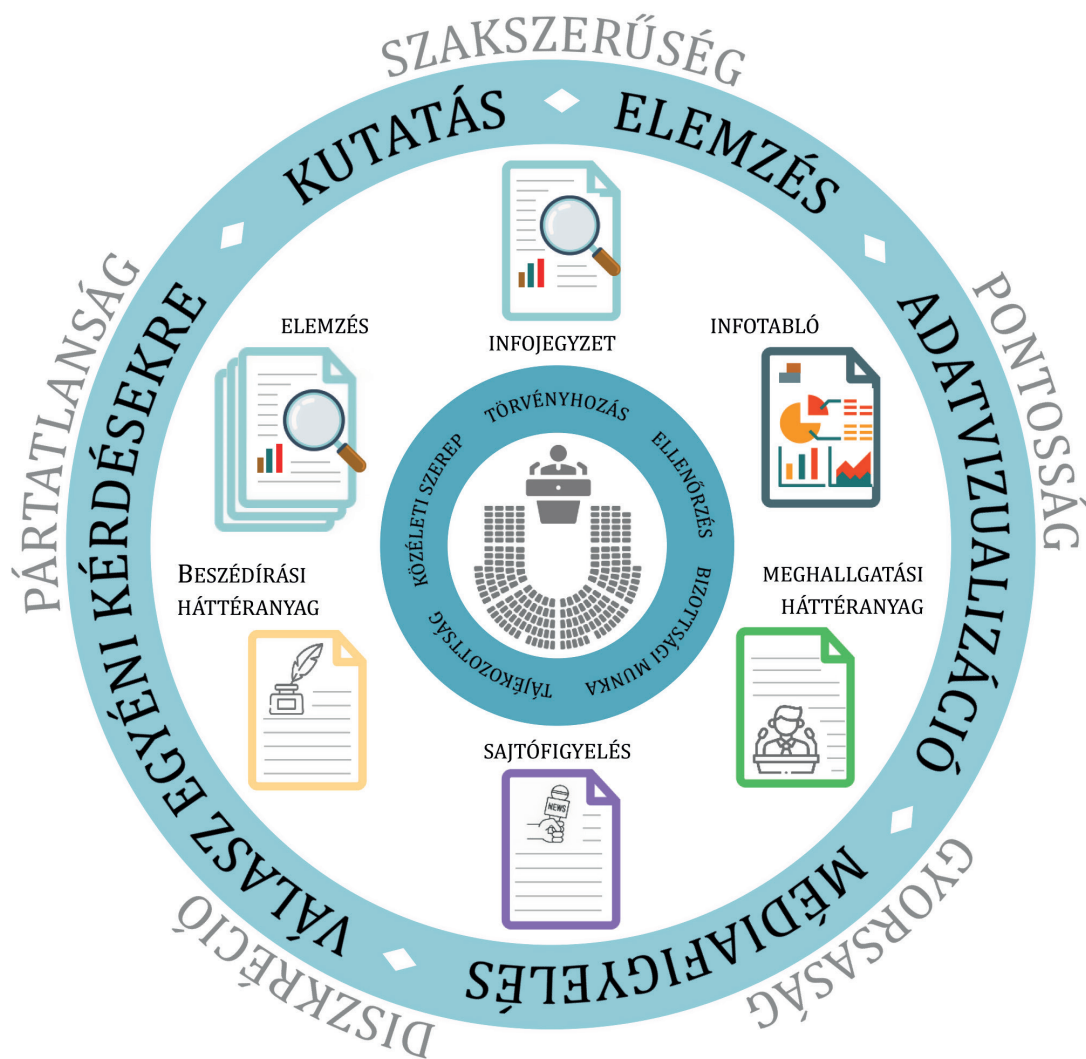 SZAKSZERŰSÉG
PONTOSSÁG
GYORSASÁG
DISZKRÉCIÓ
PÁRTATLANSÁG
KUTATÁS
ELEMZÉS
ADATVIZUALIZÁCIÓ
MÉDIAFIGYELÉS
VÁLASZ EGYÉNI KÉRDÉSEKRE
INFOJEGYZET
INFOTABLÓ
MEGHALLGATÁSI
HÁTTÉRANYAG
SAJTÓFIGYELÉS
NEWS
BESZÉDÍRÁSI
HÁTTÉRANYAG
ELEMZÉS
TÖRVÉNYHOZÁS
ELLENŐRZÉS
BIZOTTSÁGI MUNKA
TÁJÉKOZOTTSÁG
KÖZÉLETI SZEREP